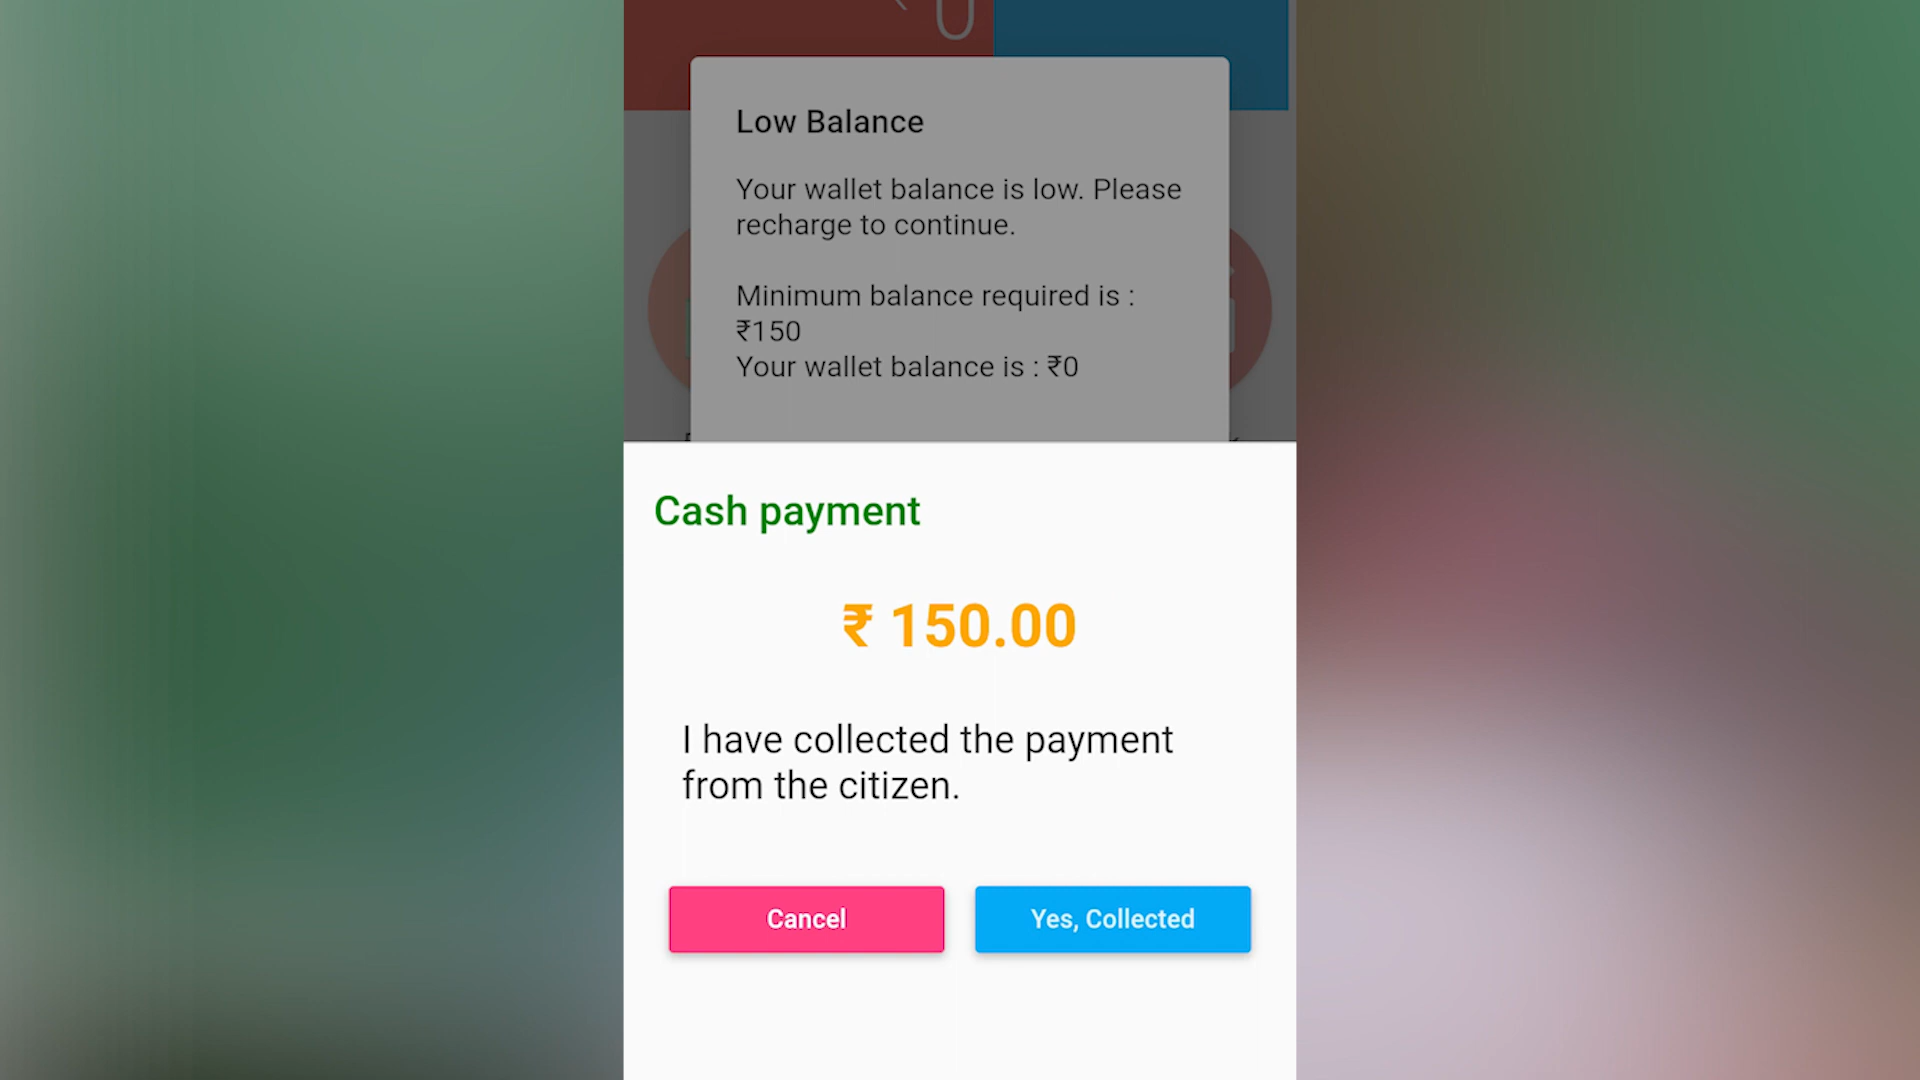 0
Low Balance
Your wallet balance is low. Please
recharge to continue.
Minimum balance required is :
₹150
Your wallet balance is : ₹0
Cash payment
₹ 150.00
I have collected the payment
from the citizen.
Cancel
Yes, Collected